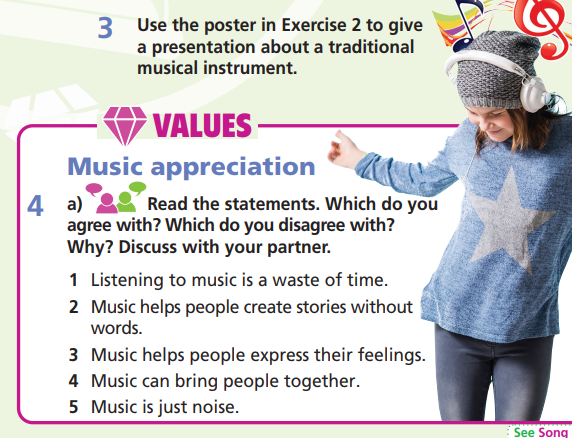 3 Use the poster in Exercise 2 to give
a presentation about a traditional
musical instrument.
VALUES
Music appreciation
4 a) Read the statements. Which do you
agree with? Which do you disagree with?
Why? Discuss with your partner.
1 Listening to music is a waste of time.
2 Music helps people create stories without
words.
3 Music helps people express their feelings.
4 Music can bring people together.
5 Music is just noise.
See Song